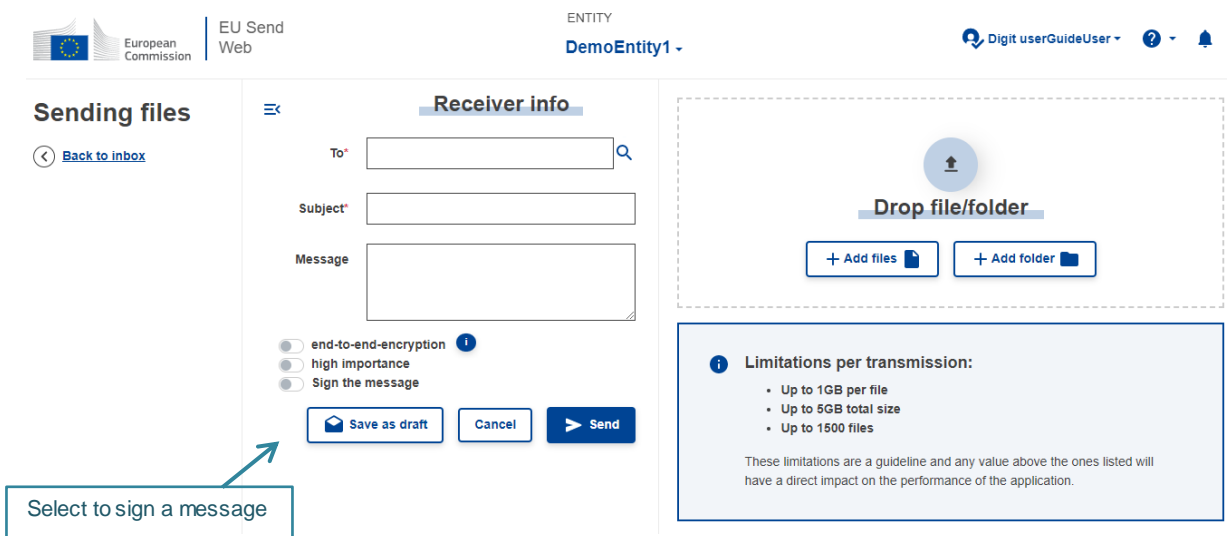 European
Commission
EU Send
Web
ENTITY
DemoEntity1
Digit userGuideUser
?
Sending files
Back to inbox
Receiver info
To*
Subject*
Message
end-to-end-encryption i
high importance
Sign the message
Save as draft
Cancel
Send
Select to sign a message
Drop file/folder
+ Add files
+ Add folder
i
Limitations per transmission:
• Up to 1GB per file
• Up to 5GB total size
• Up to 1500 files
These limitations are a guideline and any value above the ones listed will
have a direct impact on the performance of the application.